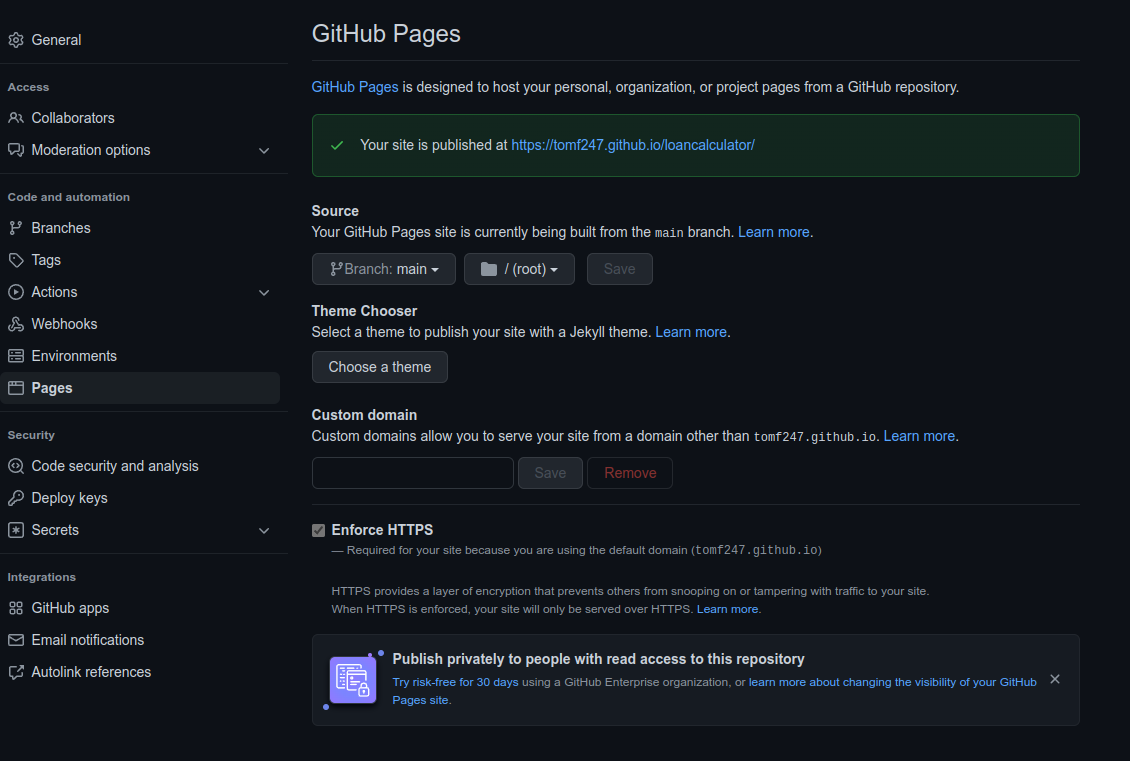 General
Access
Collaborators
Moderation options
Code and automation
Branches
Tags
Actions
Webhooks
Environments
Pages
Security
Code security and analysis
Deploy keys
Secrets
Integrations
GitHub apps
Email notifications
Autolink references
GitHub Pages
GitHub Pages is designed to host your personal, organization, or project pages from a GitHub repository.
Your site is published at https://tomf247.github.io/loancalculator/
Source
Your GitHub Pages site is currently being built from the main branch. Learn more.
Branch: main / (root) Save
Theme Chooser
Select a theme to publish your site with a Jekyll theme. Learn more.
Choose a theme
Custom domain
Custom domains allow you to serve your site from a domain other than tomf247.github.io. Learn more.
Save Remove
Enforce HTTPS
— Required for your site because you are using the default domain (tomf247.github.io)
HTTPS provides a layer of encryption that prevents others from snooping on or tampering with traffic to your site.
When HTTPS is enforced, your site will only be served over HTTPS. Learn more.
Publish privately to people with read access to this repository
Try risk-free for 30 days using a GitHub Enterprise organization, or learn more about changing the visibility of your GitHub
Pages site.